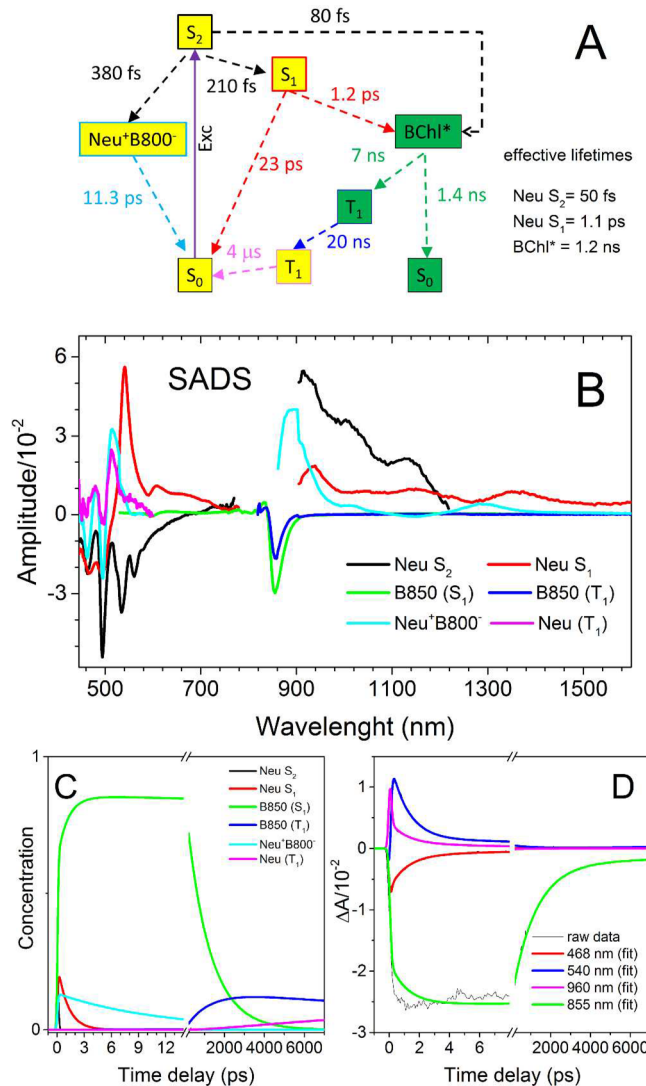 S2
80 fs
A
380 fs
210 fs
S1
1.2 ps
Neu+B800-
Exc
BChl*
effective lifetimes
11.3 ps
23 ps
7 ns
T1
1.4 ns
Neu S2= 50 fs
Neu S1= 1.1 ps
BChl* = 1.2 ns
20 ns
4 μs
S0
T1
S0
SADS
B
6
3
0
-3
Amplitude/10-2
Neu S2
Neu S1
B850 (S1)
B850 (T1)
Neu+B800-
Neu (T1)
500
700
900
1100
1300
1500
Wavelenght (nm)
C
1
0
Concentration
Neu S2
Neu S1
B850 (S1)
B850 (T1)
Neu+B800-
Neu (T1)
0 3 6 9 12
2000 4000 6000
Time delay (ps)
D
1
0
-1
-2
-3
ΔA/10-2
raw data
468 nm (fit)
540 nm (fit)
960 nm (fit)
855 nm (fit)
0 2 4 6
2000 4000 6000
Time delay (ps)